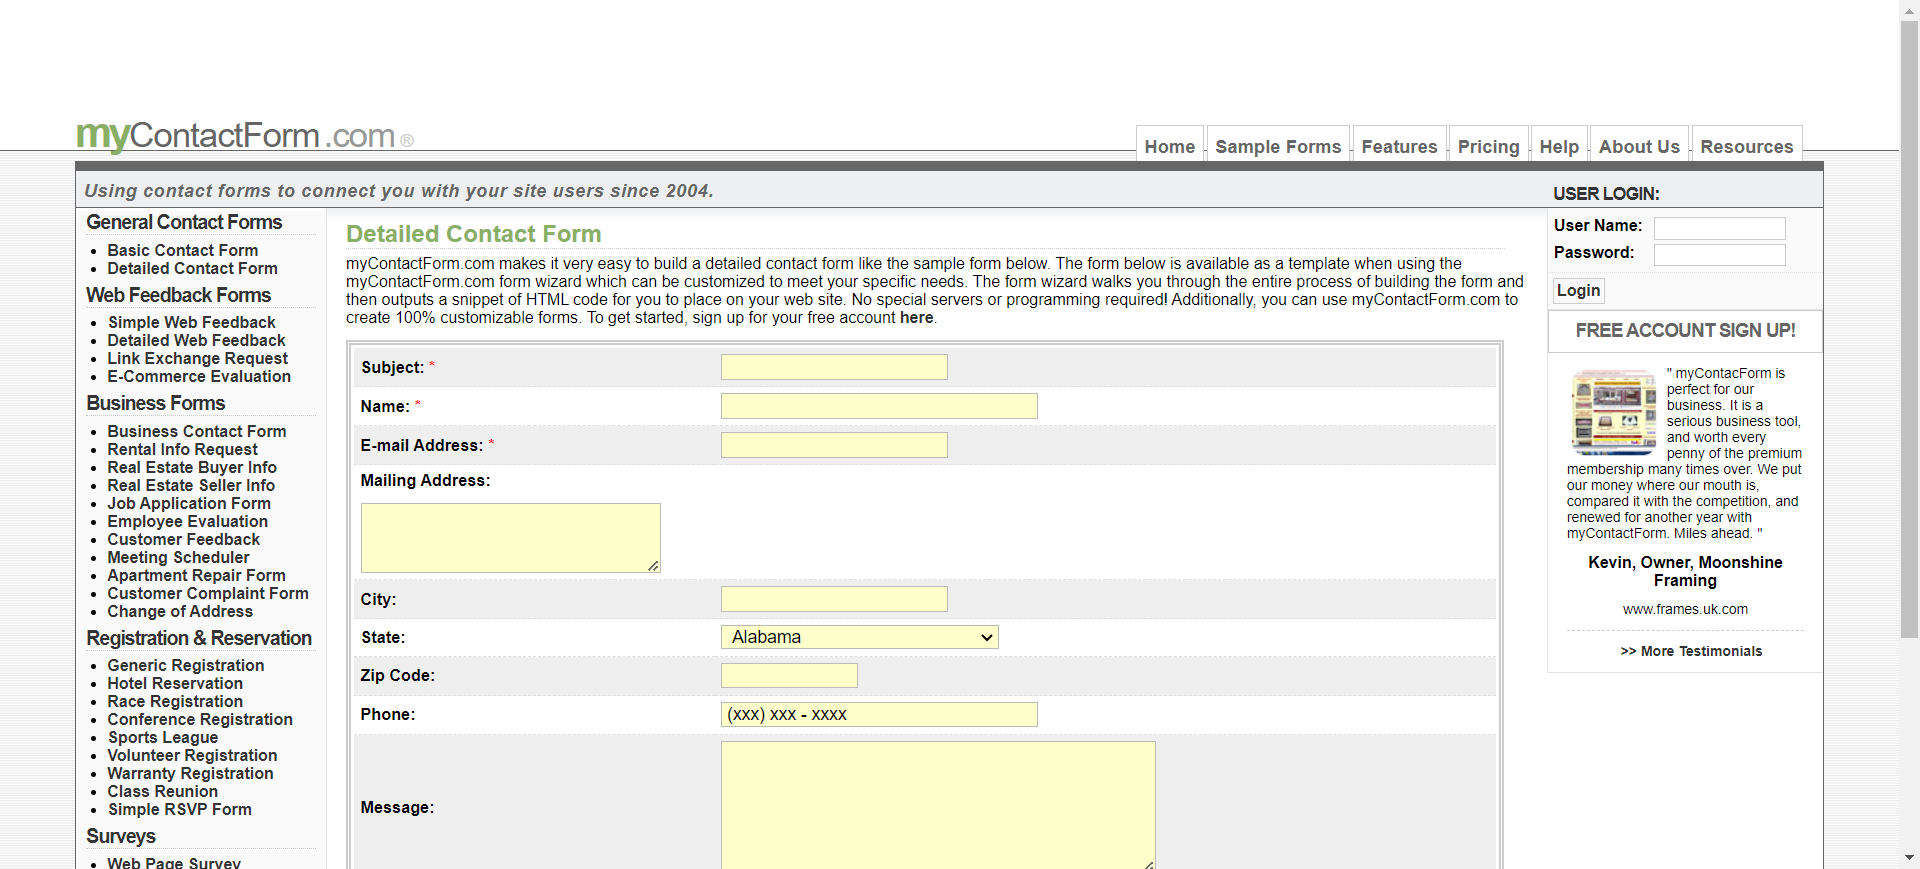 myContactForm.com®
Home
Sample Forms
Features
Pricing
Help
About Us
Resources
Using contact forms to connect you with your site users since 2004.
General Contact Forms
Basic Contact Form
Detailed Contact Form
Web Feedback Forms
Simple Web Feedback
Detailed Web Feedback
Link Exchange Request
E-Commerce Evaluation
Business Forms
Business Contact Form
Rental Info Request
Real Estate Buyer Info
Real Estate Seller Info
Job Application Form
Employee Evaluation
Customer Feedback
Meeting Scheduler
Apartment Repair Form
Customer Complaint Form
Change of Address
Registration & Reservation
Generic Registration
Hotel Reservation
Race Registration
Conference Registration
Sports League
Volunteer Registration
Warranty Registration
Class Reunion
Simple RSVP Form
Surveys
Web Page Survey
Detailed Contact Form
myContactForm.com makes it very easy to build a detailed contact form like the sample form below. The form below is available as a template when using the
myContactForm.com form wizard which can be customized to meet your specific needs. The form wizard walks you through the entire process of building the form and
then outputs a snippet of HTML code for you to place on your web site. No special servers or programming required! Additionally, you can use myContactForm.com to
create 100% customizable forms. To get started, sign up for your free account here.
Subject: *
Name: *
E-mail Address: *
Mailing Address:
City:
State:
Alabama
Zip Code:
Phone:
(xxx) xxx - xxxx
Message:
USER LOGIN:
User Name:
Password:
Login
FREE ACCOUNT SIGN UP!
" myContacForm is
perfect for our
business. It is a
serious business tool,
and worth every
penny of the premium
membership many times over. We put
our money where our mouth is,
compared it with the competition, and
renewed for another year with
myContactForm. Miles ahead. "
Kevin, Owner, Moonshine
Framing
www.frames.uk.com
>> More Testimonials